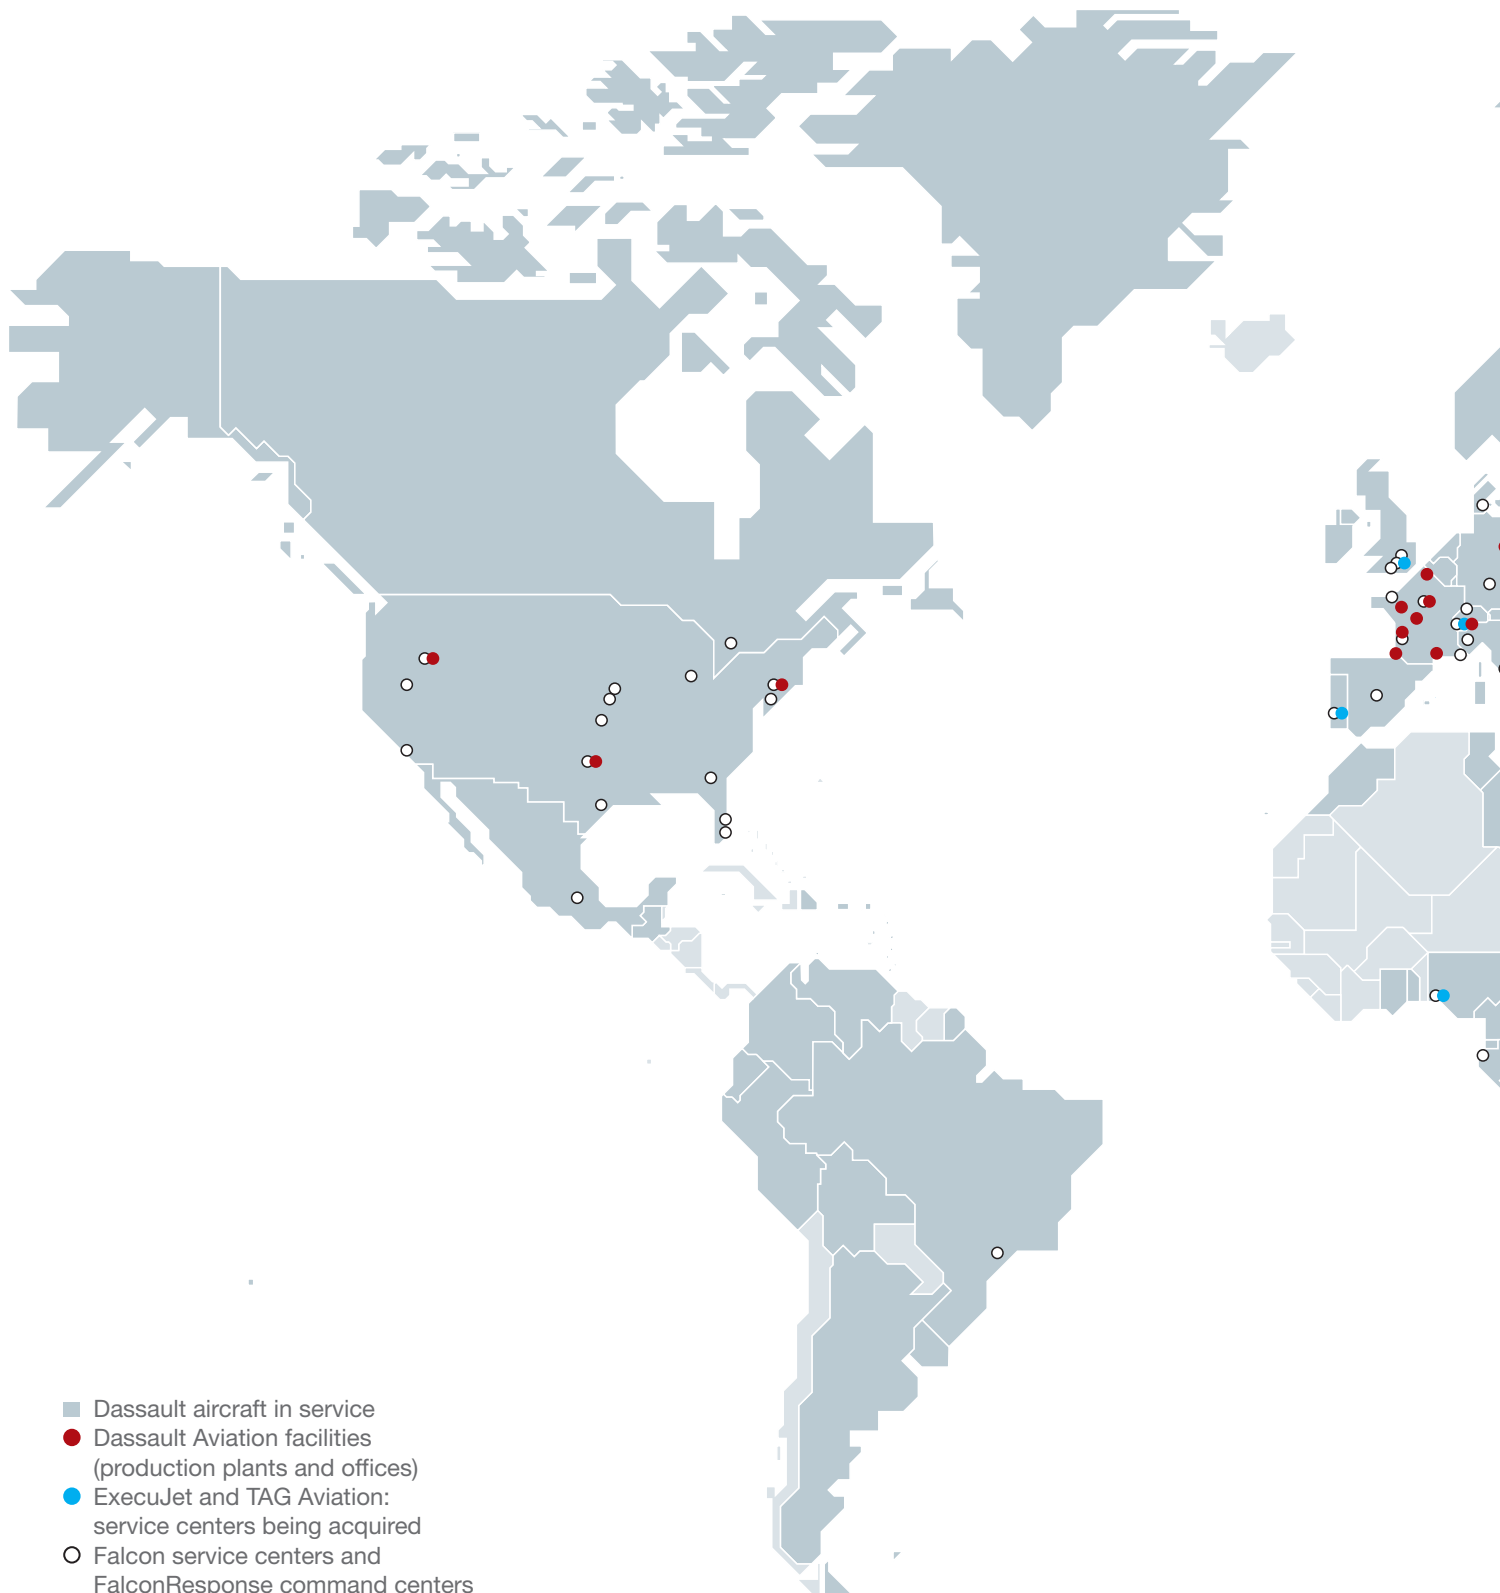 Dassault aircraft in service
Dassault Aviation facilities
(production plants and offices)
ExecuJet and TAG Aviation:
service centers being acquired
Falcon service centers and
FalconResponse command centers